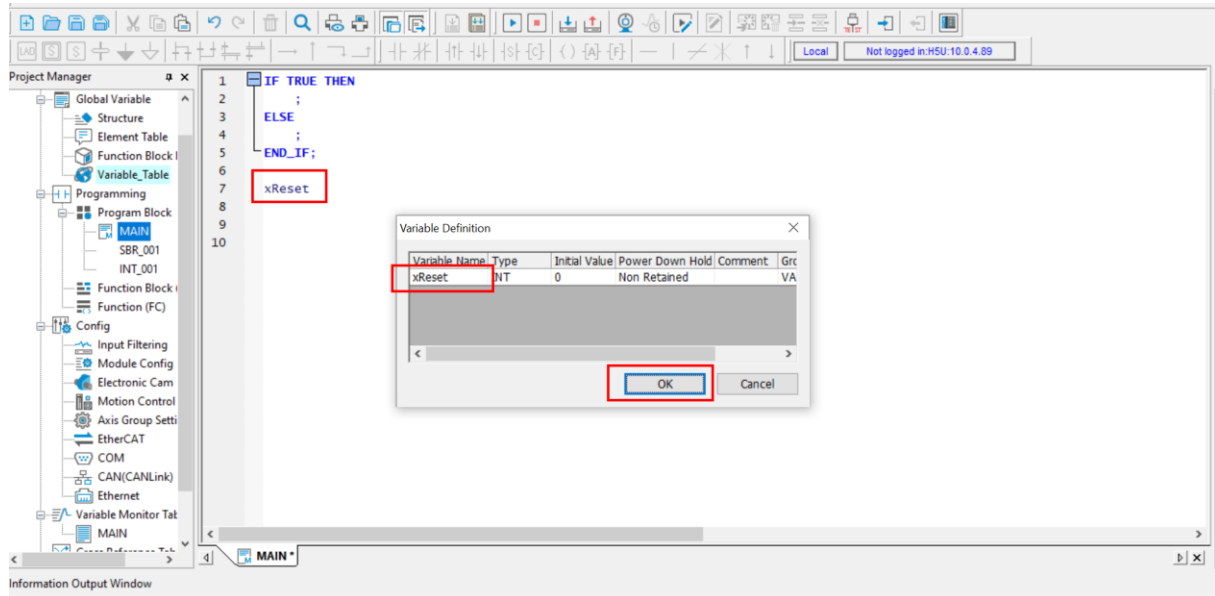 LAD S S
S C A F
Local Not logged in:H5U:10.0.4.89
Project Manager
Global Variable
Structure
Element Table
Function Block I
Variable_Table
Programming
Program Block
MAIN
SBR_001
INT_001
Function Block (
Function (FC)
Config
Input Filtering
Module Config
Electronic Cam
Motion Control
Axis Group Setti
EtherCAT
COM
CAN(CANLink)
Ethernet
Variable Monitor Tab
MAIN
1 IF TRUE THEN
2 ;
3 ELSE
4 ;
5 END_IF;
6
7 xReset
8
9
10
Variable Definition
Variable Name Type Initial Value Power Down Hold Comment Gro
xReset INT 0 Non Retained VA
OK Cancel
MAIN *
Information Output Window